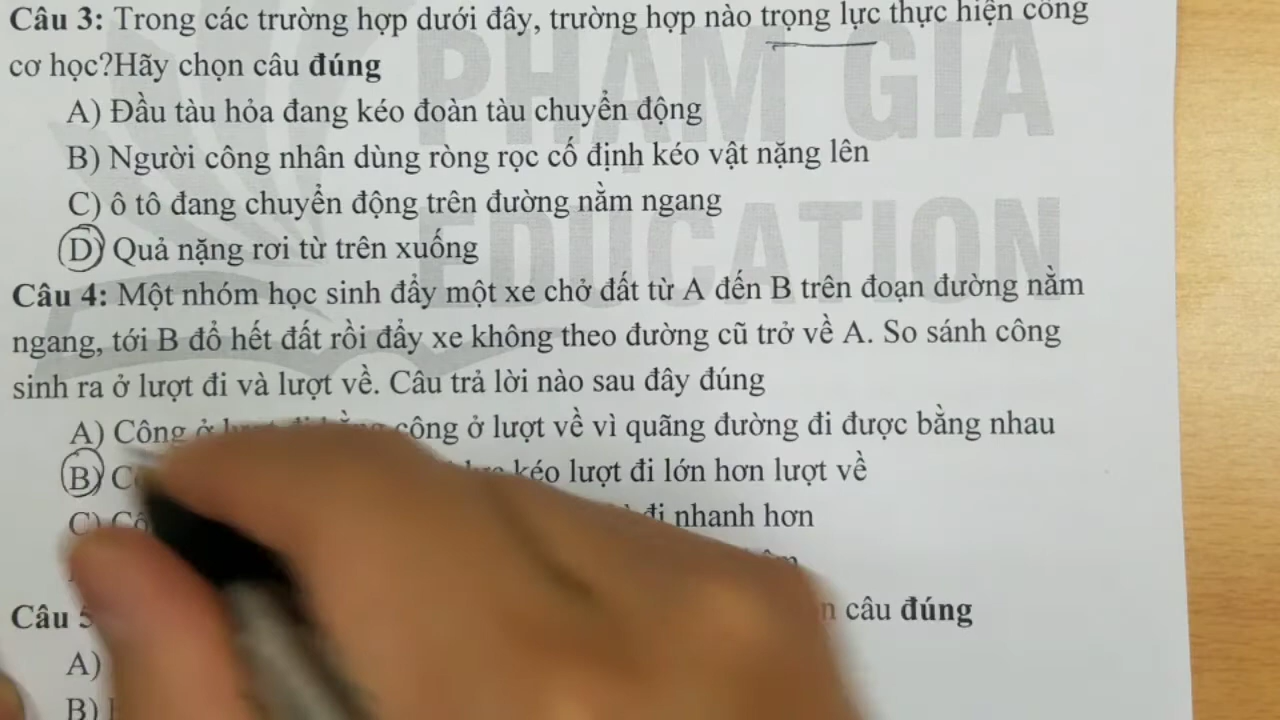 Câu 3: Trong các trường hợp dưới đây, trường hợp nào trọng lực thực hiện công
cơ học?Hãy chọn câu đúng
A) Đầu tàu hỏa đang kéo đoàn tàu chuyển động
B) Người công nhân dùng ròng rọc cố định kéo vật nặng lên
C) ô tô đang chuyển động trên đường nằm ngang
D) Quả nặng rơi từ trên xuống
Câu 4: Một nhóm học sinh đẩy một xe chở đất từ A đến B trên đoạn đường nằm
ngang, tới B đổ hết đất rồi đẩy xe không theo đường cũ trở về A. So sánh công
sinh ra ở lượt đi và lượt về. Câu trả lời nào sau đây đúng
A) Công ở công ở lượt về vì quãng đường đi được bằng nhau
B) kéo lượt đi lớn hơn lượt về
C) đi nhanh hơn
Câu 5 câu đúng
A)
B)
PHẠM GIA
EDUCATION